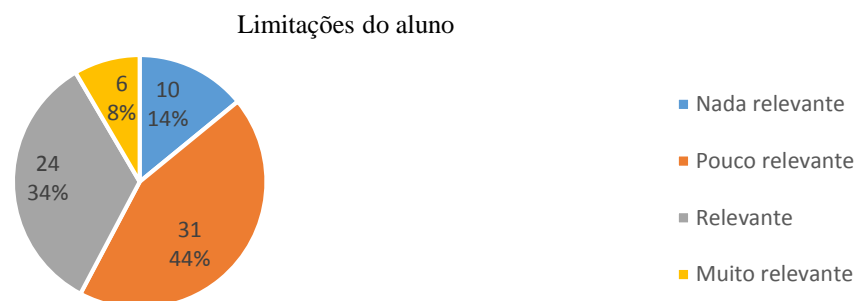 Limitações do aluno
6
8%
10
14%
24
34%
31
44%
Nada relevante
Pouco relevante
Relevante
Muito relevante